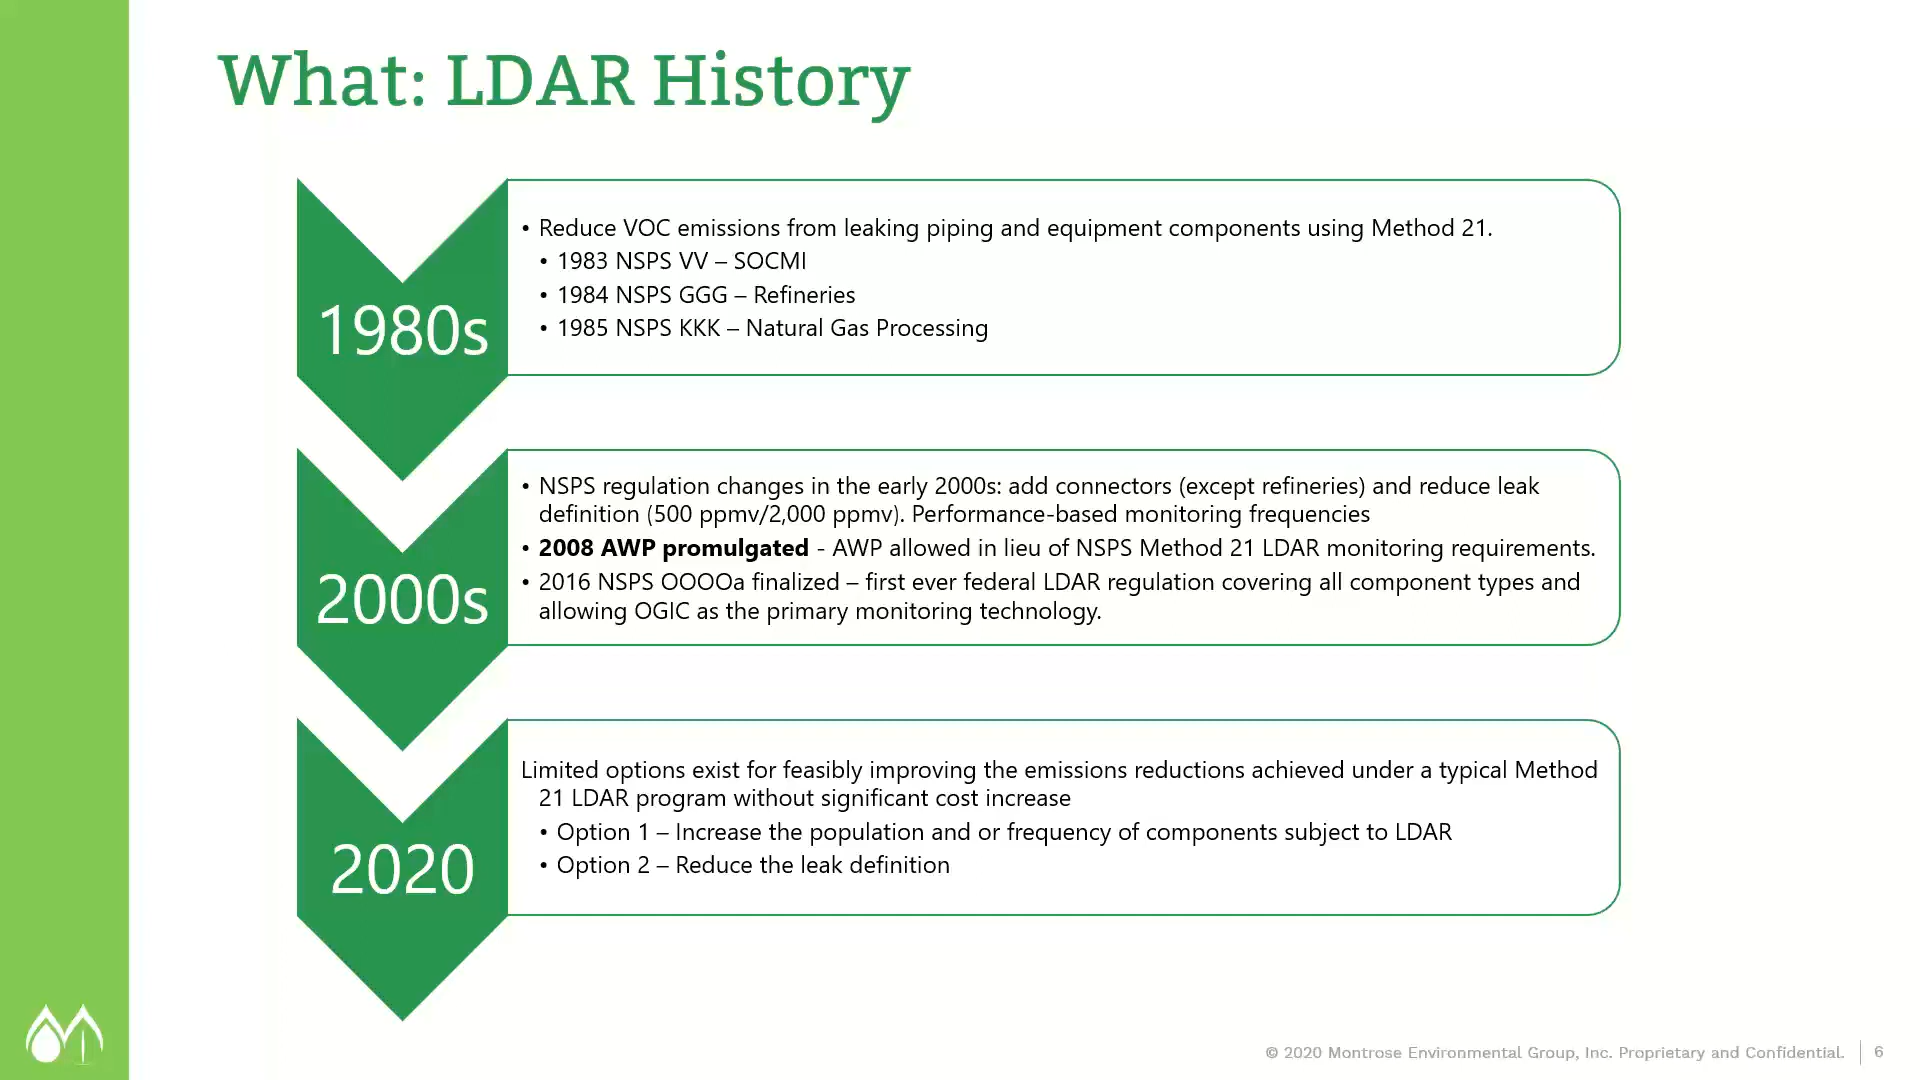 What: LDAR History
1980s
• Reduce VOC emissions from leaking piping and equipment components using Method 21.
• 1983 NSPS VV – SOCMI
• 1984 NSPS GGG – Refineries
• 1985 NSPS KKK – Natural Gas Processing
2000s
• NSPS regulation changes in the early 2000s: add connectors (except refineries) and reduce leak
definition (500 ppmv/2,000 ppmv). Performance-based monitoring frequencies
• 2008 AWP promulgated - AWP allowed in lieu of NSPS Method 21 LDAR monitoring requirements.
• 2016 NSPS OOOOa finalized – first ever federal LDAR regulation covering all component types and
allowing OGIC as the primary monitoring technology.
2020
Limited options exist for feasibly improving the emissions reductions achieved under a typical Method
21 LDAR program without significant cost increase
• Option 1 – Increase the population and or frequency of components subject to LDAR
• Option 2 – Reduce the leak definition
© 2020 Montrose Environmental Group, Inc. Proprietary and Confidential. 6